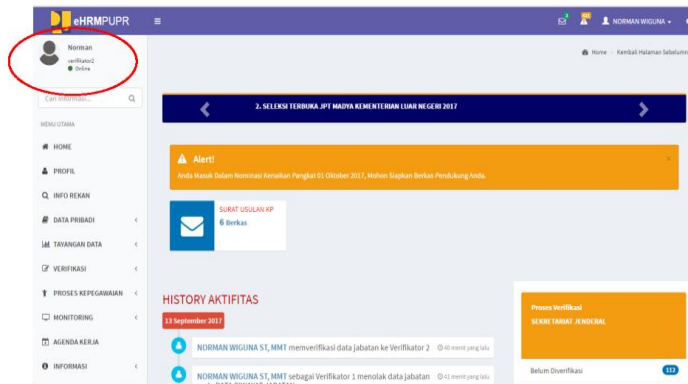 eHRMPUPR
NORMAN WIGUNA
Norman
verifikator2
Online
Home
Kembali Halaman Sebelumn
Cari Informasi...
2. SELEKSI TERBUKA JPT MADYA KEMENTERIAN LUAR NEGERI 2017
MENU UTAMA
HOME
Alert!
Anda Masuk Dalam Nominasi Kenaikan Pangkat 01 Oktober 2017, Mohon Siapkan Berkas Pendukung Anda.
PROFIL
INFO REKAN
SURAT USULAN KP
6 Berkas
DATA PRIBADI
TAYANGAN DATA
VERIFIKASI
PROSES KEPEGAWAIAN
MONITORING
AGENDA KERJA
INFORMASI
HISTORY AKTIFITAS
13 September 2017
NORMAN WIGUNA ST, MMT memverifikasi data jabatan ke Verifikator 2
40 menit yang lalu
NORMAN WIGUNA ST, MMT sebagai Verifikator 1 menolak data jabatan
41 menit yang lalu
Proses Verifikasi
SEKRETARIAT JENDERAL
Belum Diverifikasi
112